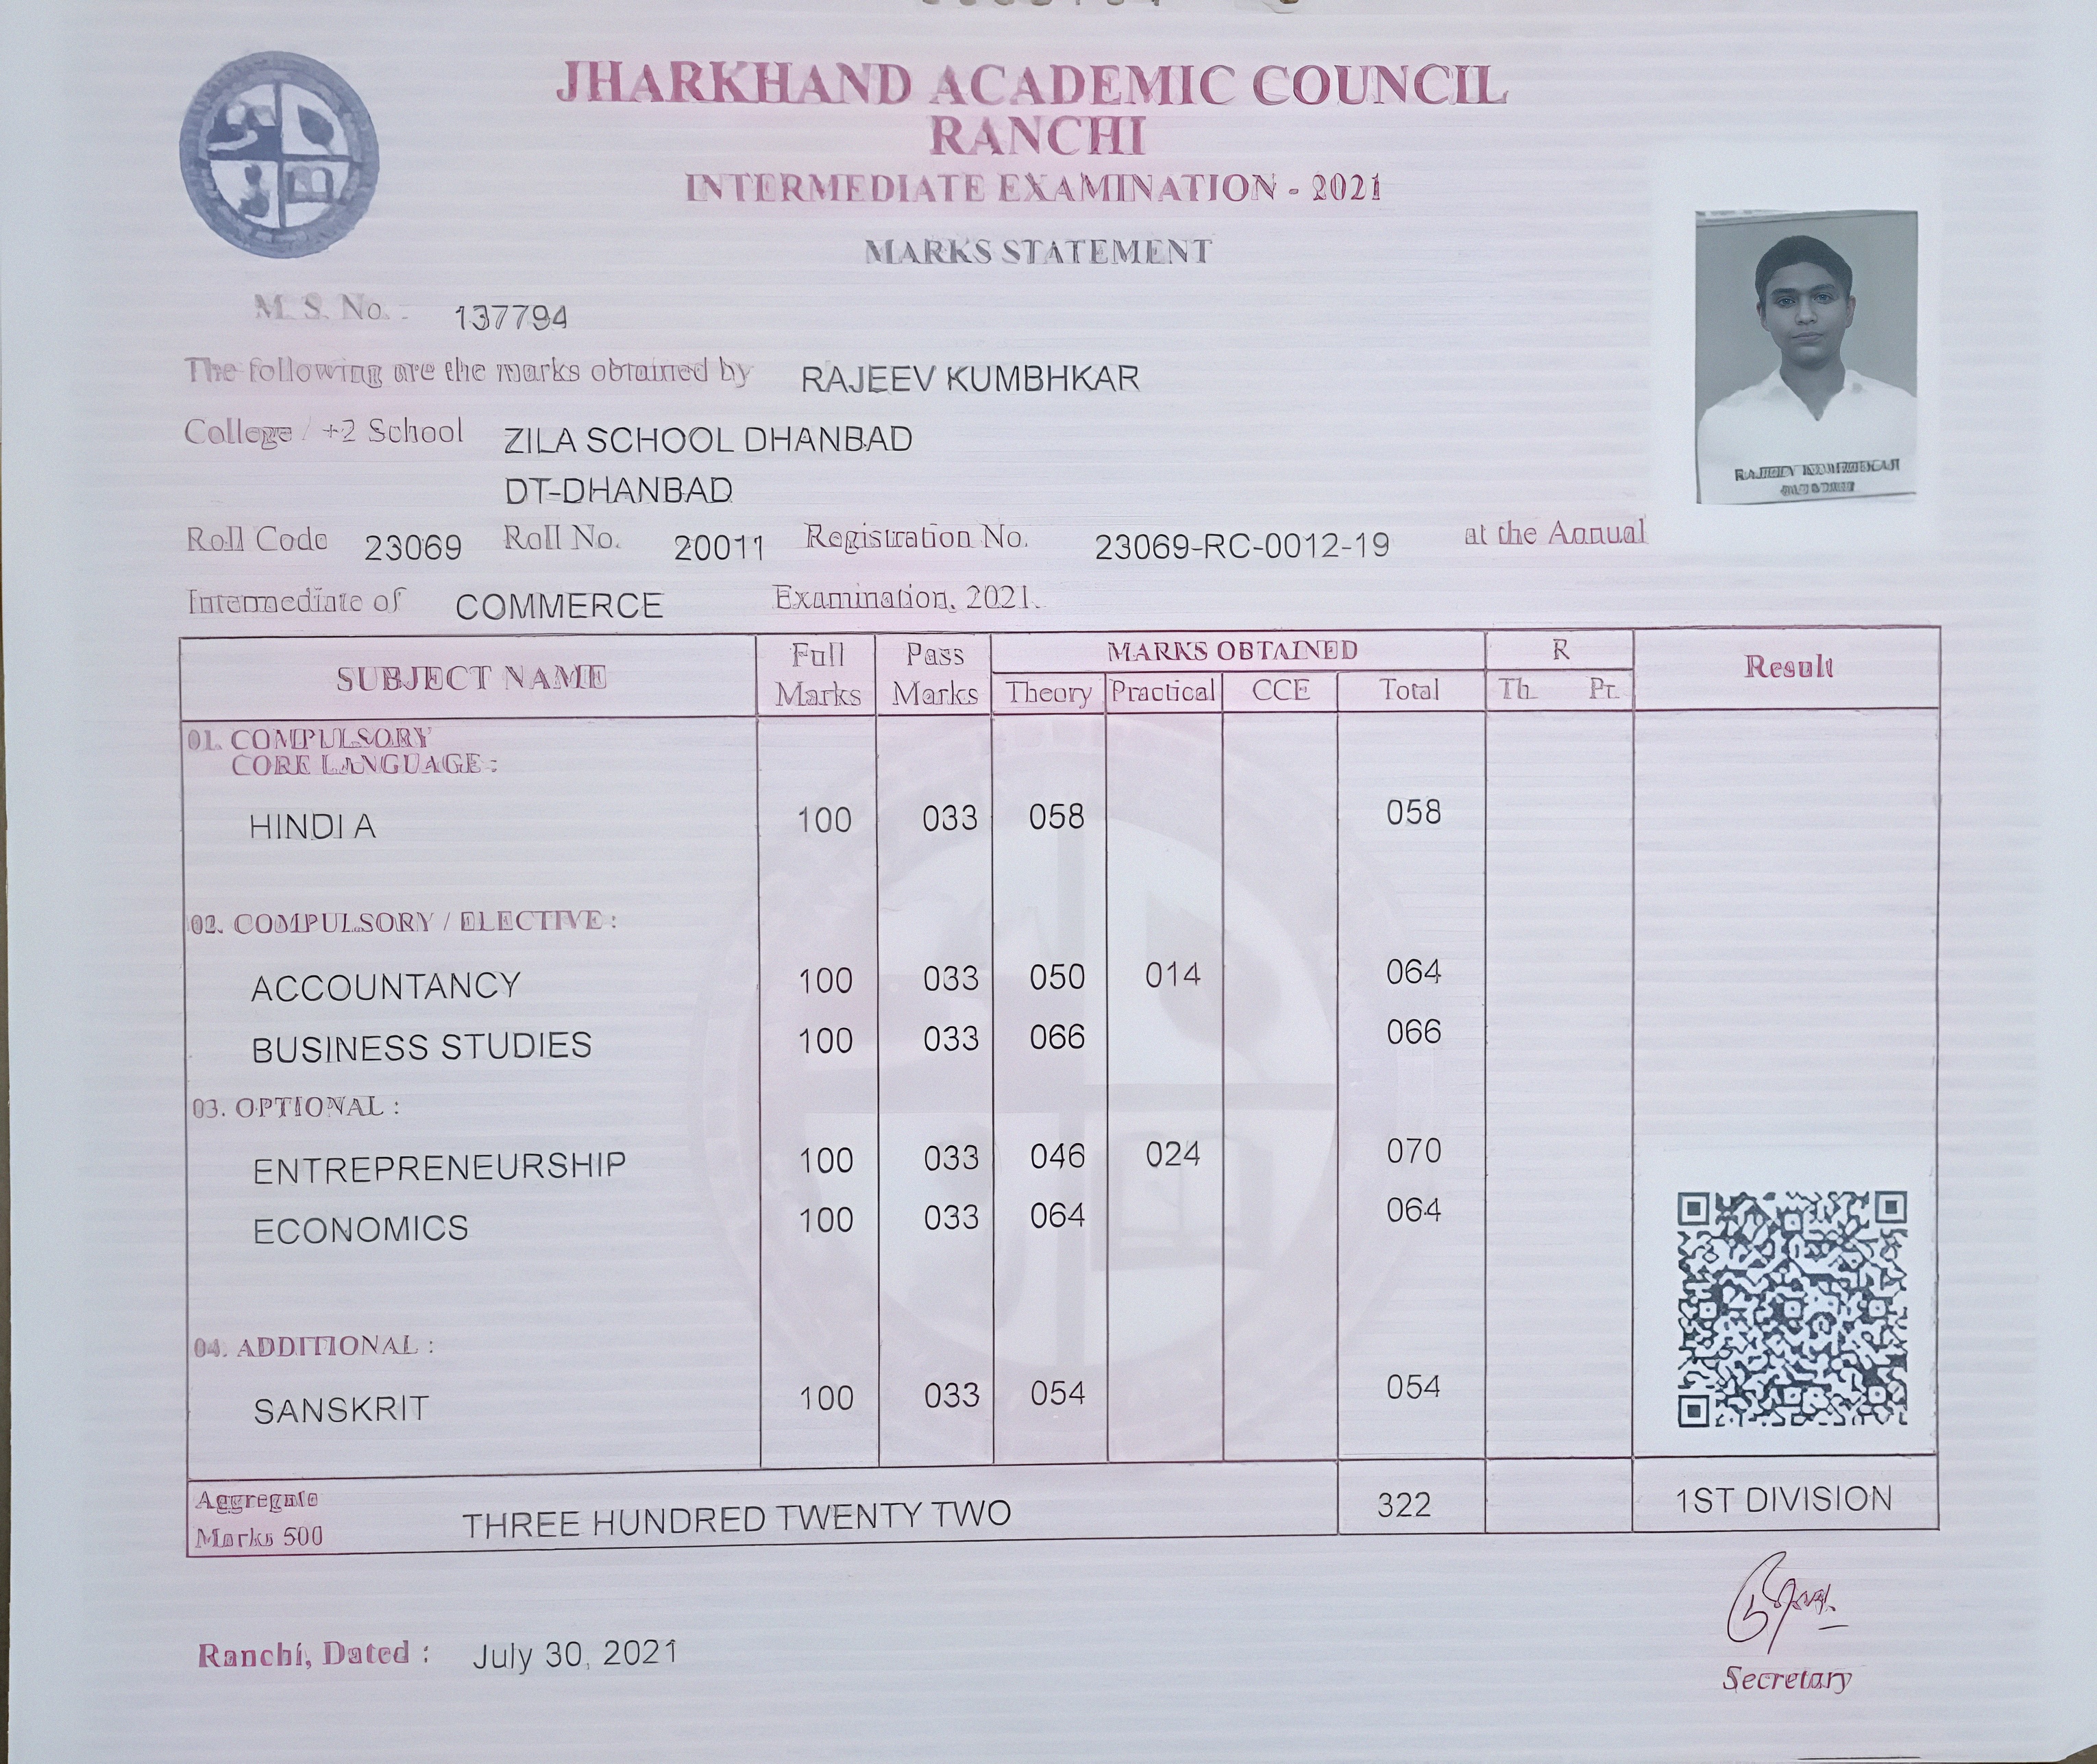 JHARKHAND ACADEMIC COUNCIL
RANCHI
INTERMEDIATE EXAMINATION - 2021
MARKS STATEMENT
M. S. No. - 137794
The following are the marks obtained by RAJEEV KUMBHKAR
College / +2 School ZILA SCHOOL DHANBAD
DT-DHANBAD
Roll Code 23069 Roll No. 20011 Registration No. 23069-RC-0012-19 at the Annual
Intermediate of COMMERCE Examination, 2021.
SUBJECT NAME Full Marks Pass Marks MARKS OBTAINED R Result
Theory Practical CCE Total Th. Pr.
01. COMPULSORY
CORE LANGUAGE :
HINDI A 100 033 058 058
02. COMPULSORY / ELECTIVE :
ACCOUNTANCY 100 033 050 014 064
BUSINESS STUDIES 100 033 066 066
03. OPTIONAL :
ENTREPRENEURSHIP 100 033 046 024 070
ECONOMICS 100 033 064 064
04. ADDITIONAL :
SANSKRIT 100 033 054 054
Aggregate
Marks 500 THREE HUNDRED TWENTY TWO 322 1ST DIVISION
Ranchi, Dated : July 30, 2021
Secretary